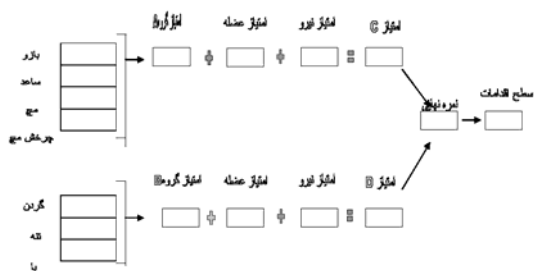 امتیاز گروه A + امتیاز عضله + امتیاز نیرو = امتیاز C
بازو
ساعد
مچ
چرخش مچ
سطح اقدامات
نمره نهایی
امتیاز گروه B + امتیاز عضله + امتیاز نیرو = امتیاز D
گردن
تنه
پا